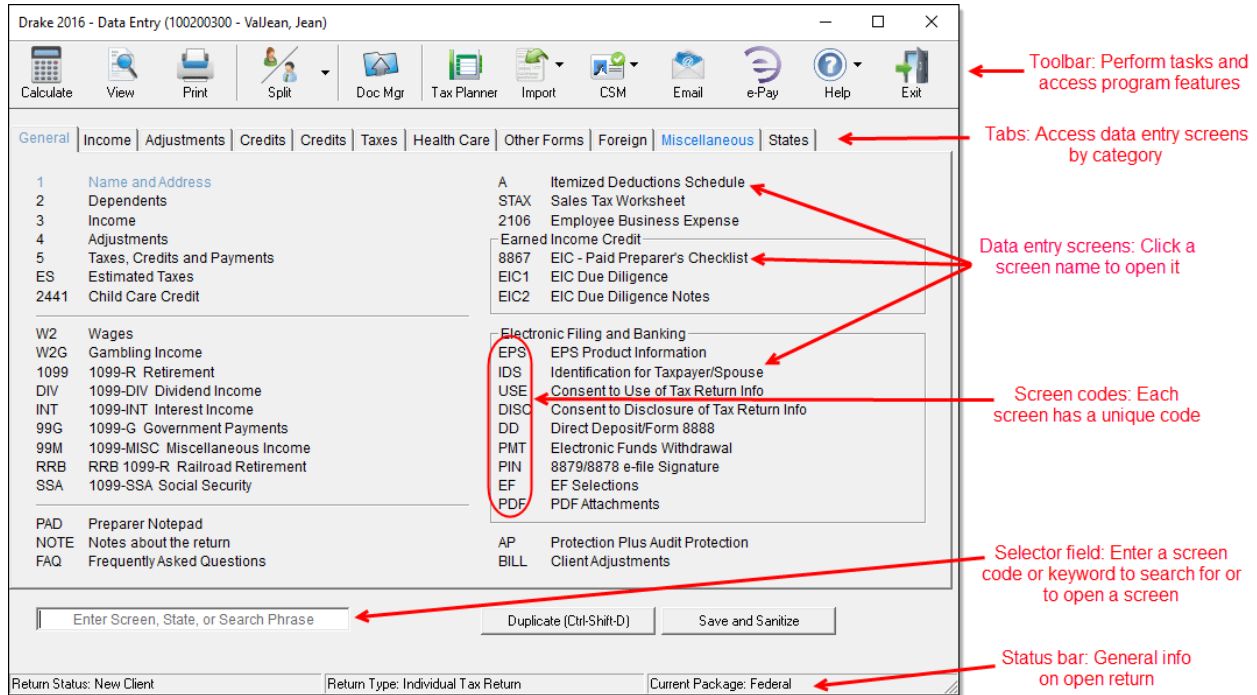 Drake 2016 - Data Entry (100200300 - ValJean, Jean)
Calculate View Print Split Doc Mgr Tax Planner Import CSM Email e-Pay Help Exit
Toolbar: Perform tasks and
access program features
General Income Adjustments Credits Credits Taxes Health Care Other Forms Foreign Miscellaneous States
Tabs: Access data entry screens
by category
1 Name and Address
2 Dependents
3 Income
4 Adjustments
5 Taxes, Credits and Payments
ES Estimated Taxes
2441 Child Care Credit
W2 Wages
W2G Gambling Income
1099 1099-R Retirement
DIV 1099-DIV Dividend Income
INT 1099-INT Interest Income
99G 1099-G Government Payments
99M 1099-MISC Miscellaneous Income
RRB RRB 1099-R Railroad Retirement
SSA 1099-SSA Social Security
PAD Preparer Notepad
NOTE Notes about the return
FAQ Frequently Asked Questions
A Itemized Deductions Schedule
STAX Sales Tax Worksheet
2106 Employee Business Expense
Earned Income Credit
8867 EIC - Paid Preparer's Checklist
EIC1 EIC Due Diligence
EIC2 EIC Due Diligence Notes
Electronic Filing and Banking
EPS EPS Product Information
IDS Identification for Taxpayer/Spouse
USE Consent to Use of Tax Return Info
DISC Consent to Disclosure of Tax Return Info
DD Direct Deposit/Form 8888
PMT Electronic Funds Withdrawal
PIN 8879/8878 e-file Signature
EF EF Selections
PDF PDF Attachments
AP Protection Plus Audit Protection
BILL Client Adjustments
Data entry screens: Click a
screen name to open it
Screen codes: Each
screen has a unique code
Selector field: Enter a screen
code or keyword to search for or
to open a screen
Enter Screen, State, or Search Phrase
Duplicate (Ctrl-Shift-D)
Save and Sanitize
Status bar: General info
on open return
Return Status: New Client
Return Type: Individual Tax Return
Current Package: Federal